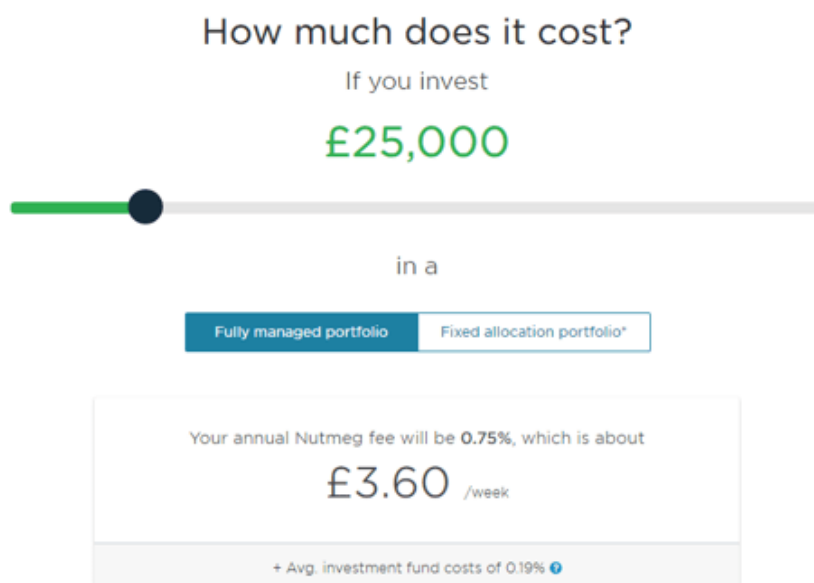 How much does it cost?
If you invest
£25,000
in a
Fully managed portfolio Fixed allocation portfolio*
Your annual Nutmeg fee will be 0.75%, which is about
£3.60 /week
+ Avg. investment fund costs of 0.19% ?